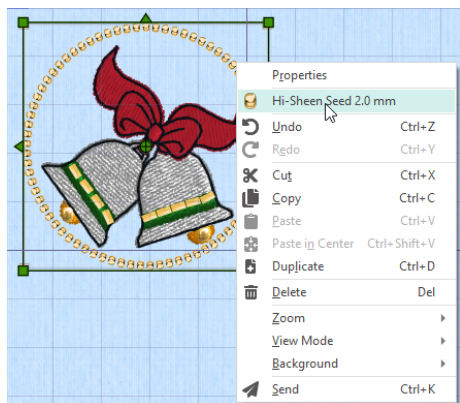 Properties
Hi-Sheen Seed 2.0 mm
Undo Ctrl+Z
Redo Ctrl+Y
Cut Ctrl+X
Copy Ctrl+C
Paste Ctrl+V
Paste in Center Ctrl+Shift+V
Duplicate Ctrl+D
Delete Del
Zoom
View Mode
Background
Send Ctrl+K